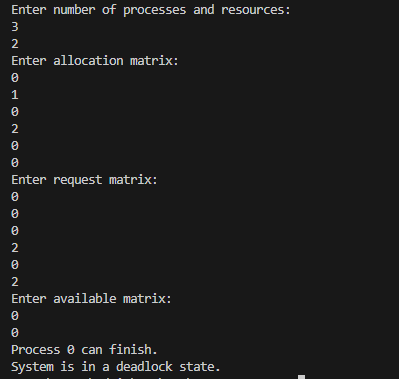 Enter number of processes and resources:
3
2
Enter allocation matrix:
0
1
0
2
0
0
Enter request matrix:
0
0
0
2
0
2
Enter available matrix:
0
0
Process 0 can finish.
System is in a deadlock state.